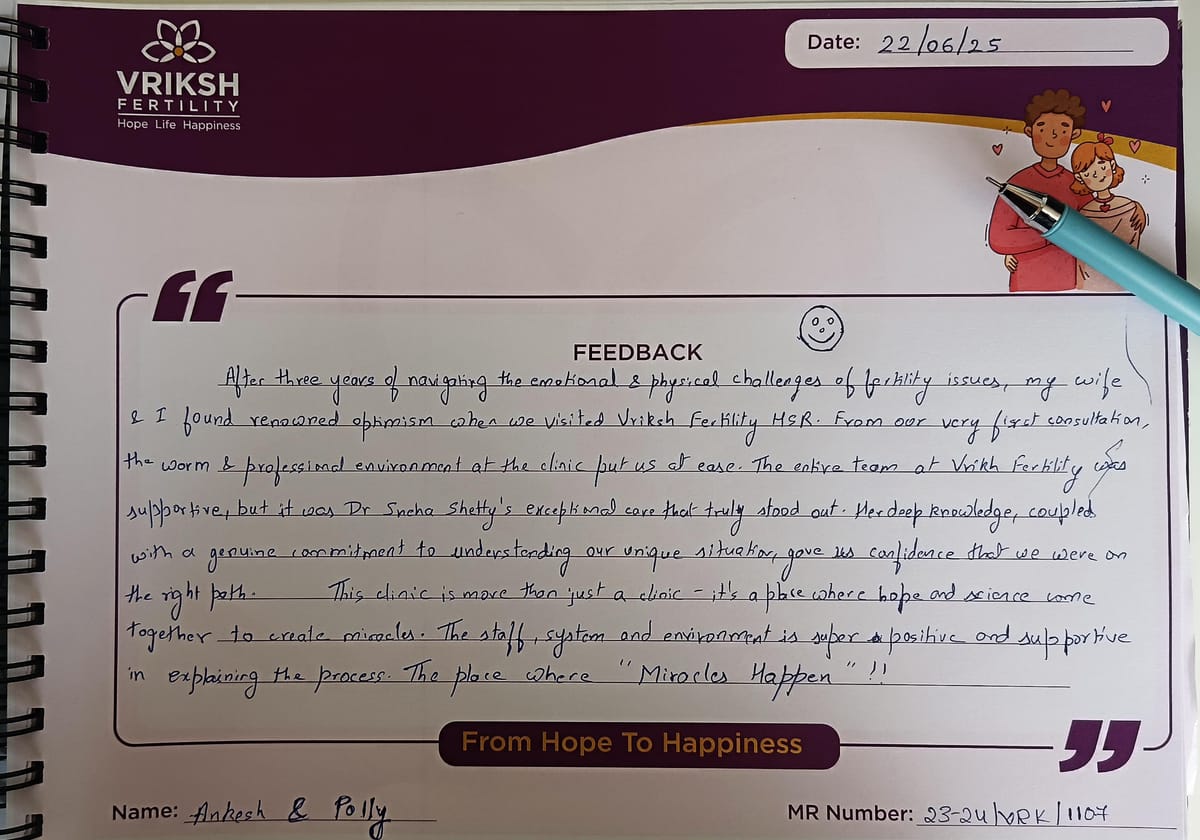 VRIKSH
FERTILITY
Hope Life Happiness
Date: 22/06/25
FEEDBACK
After three years of navigating the emotional & physical challenges of fertility issues, my wife
& I found renowned optimism when we visited Vriksh Fertility HSR. From our very first consultation,
the worm & professional environment at the clinic put us at ease. The entire team at Vrikh Fertility was
supportive, but it was Dr Sneha Shetty's exceptional care that truly stood out. Her deep knowledge, coupled
with a genuine commitment to understanding our unique situation, gave us confidence that we were on
the right path. This clinic is more than just a clinic - it's a place where hope and science come
together to create miracles. The staff, system and environment is super positive and supportive
in explaining the process. The place where "Miracles Happen" !!
From Hope To Happiness
Name: Ankesh & Polly
MR Number: 23-24/VRK/1107